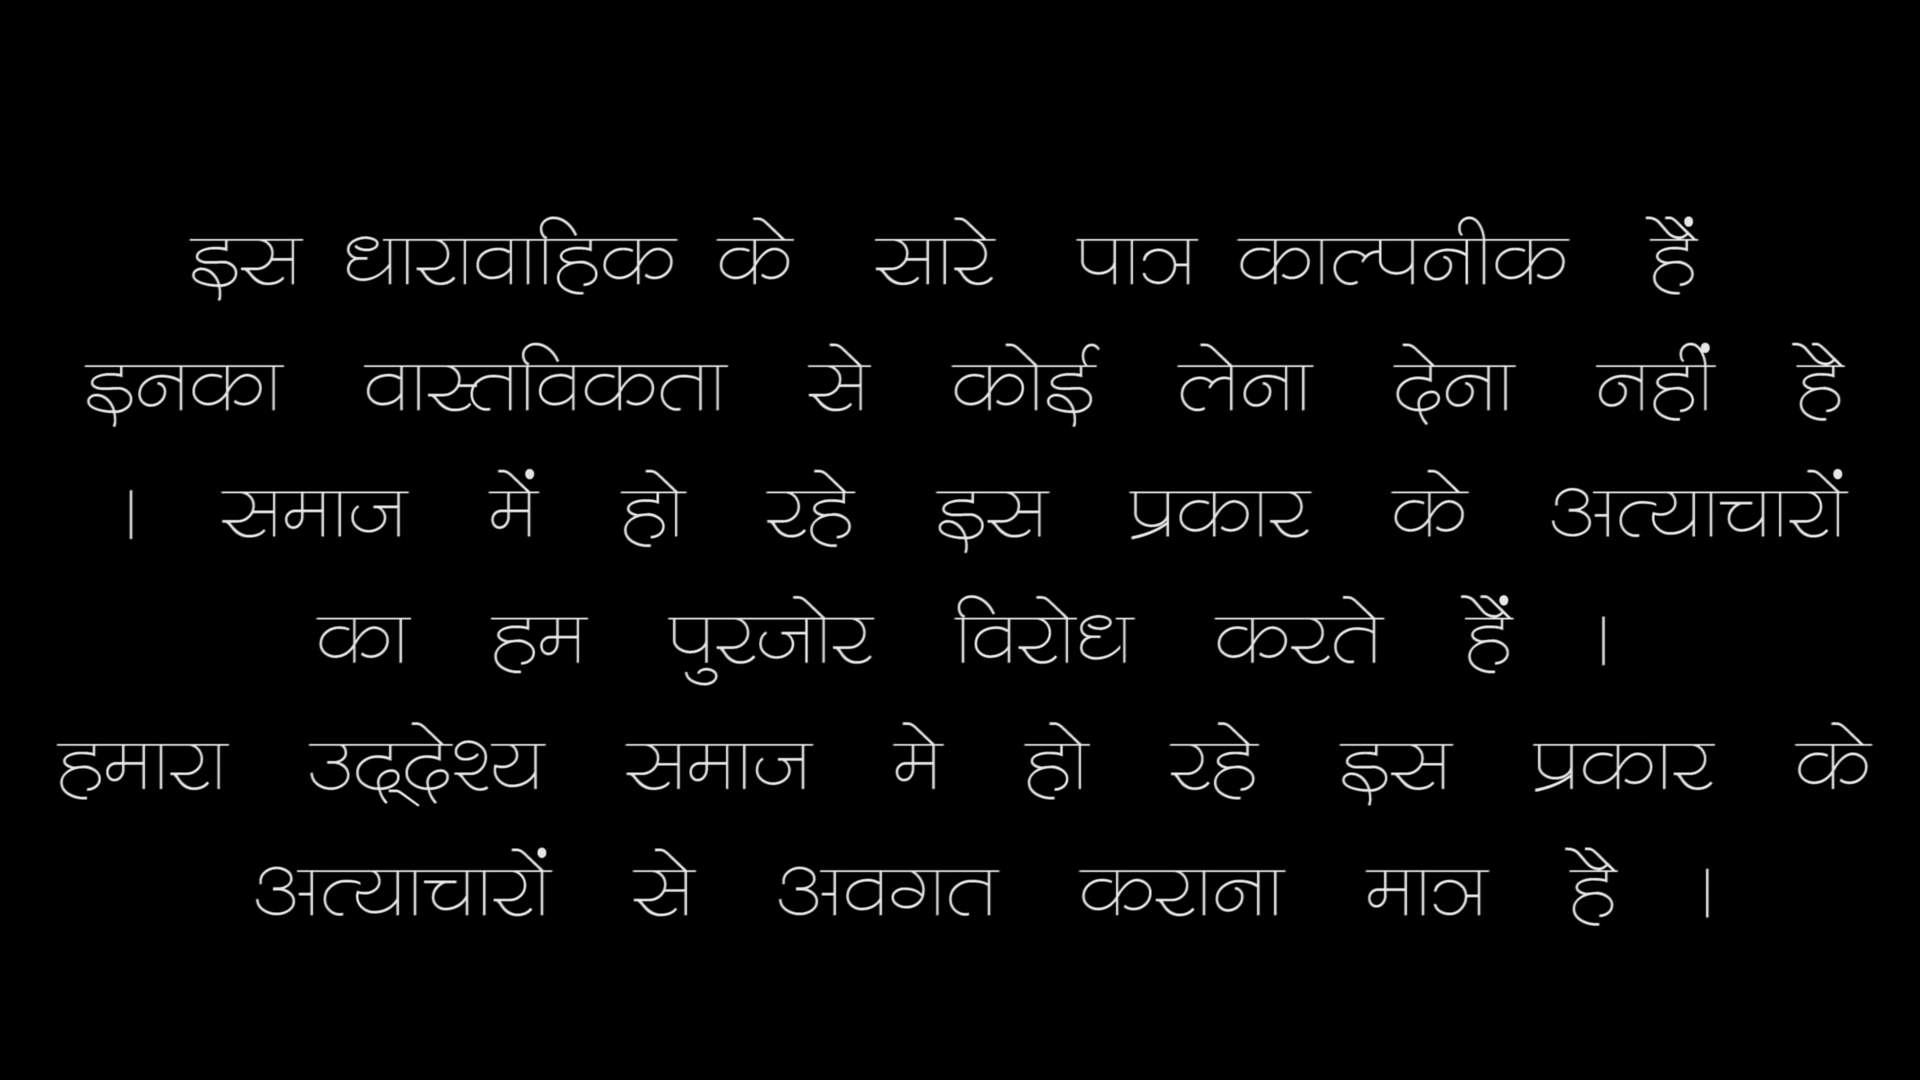 इस धारावाहिक के सारे पात्र काल्पनीक हैं
इनका वास्तविकता से कोई लेना देना नहीं है
। समाज में हो रहे इस प्रकार के अत्याचारों
का हम पुरजोर विरोध करते हैं ।
हमारा उद्‌देश्य समाज मे हो रहे इस प्रकार के
अत्याचारों से अवगत कराना मात्र है ।